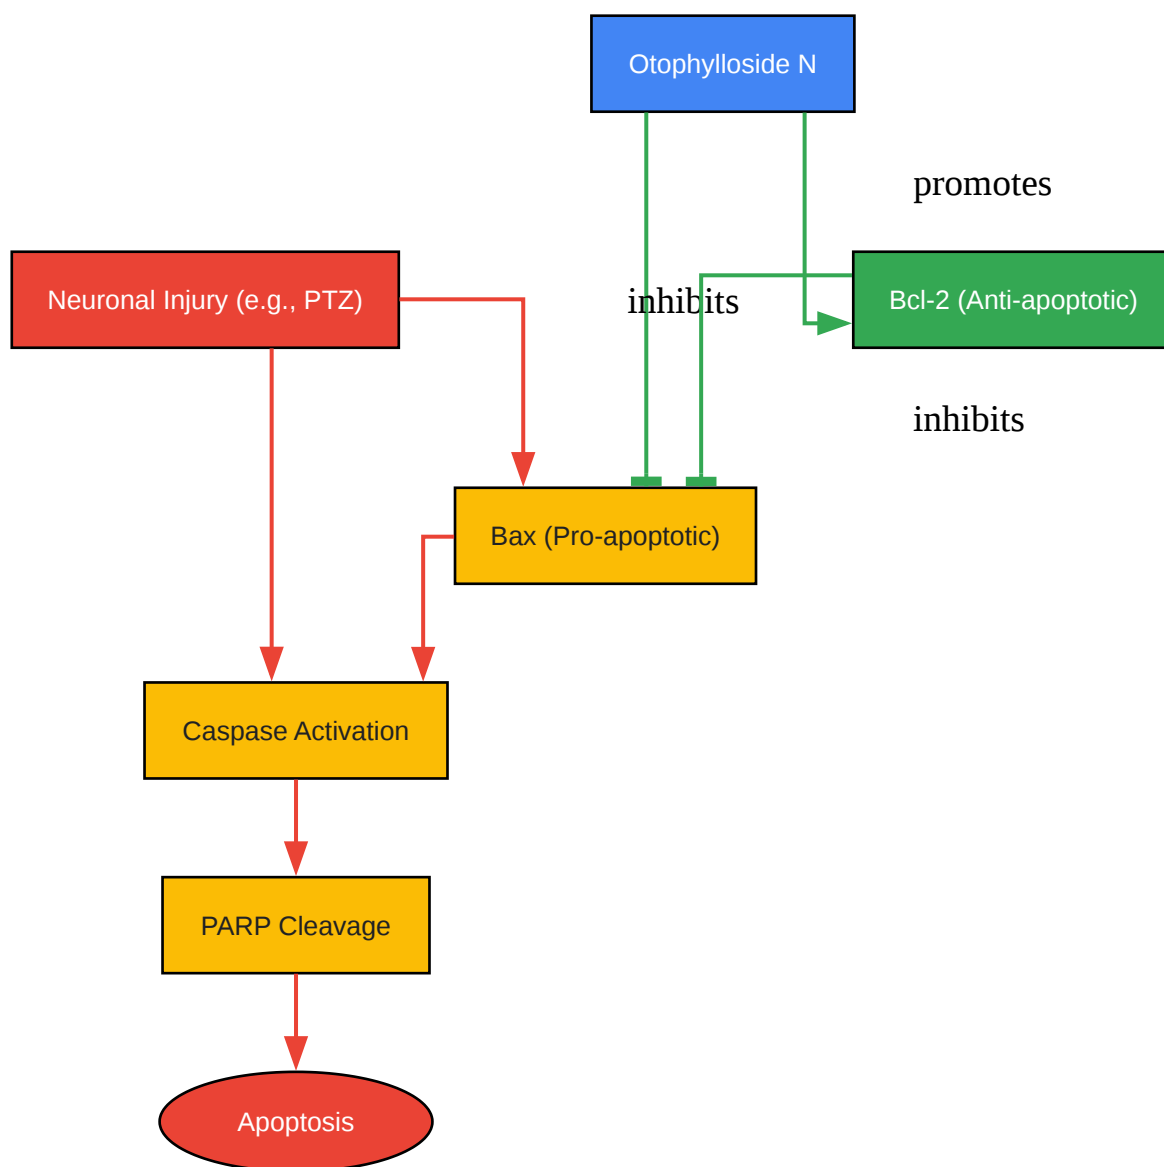 Otophylloside N
promotes
Neuronal Injury (e.g., PTZ)
inhibits
Bcl-2 (Anti-apoptotic)
inhibits
Bax (Pro-apoptotic)
Caspase Activation
PARP Cleavage
Apoptosis